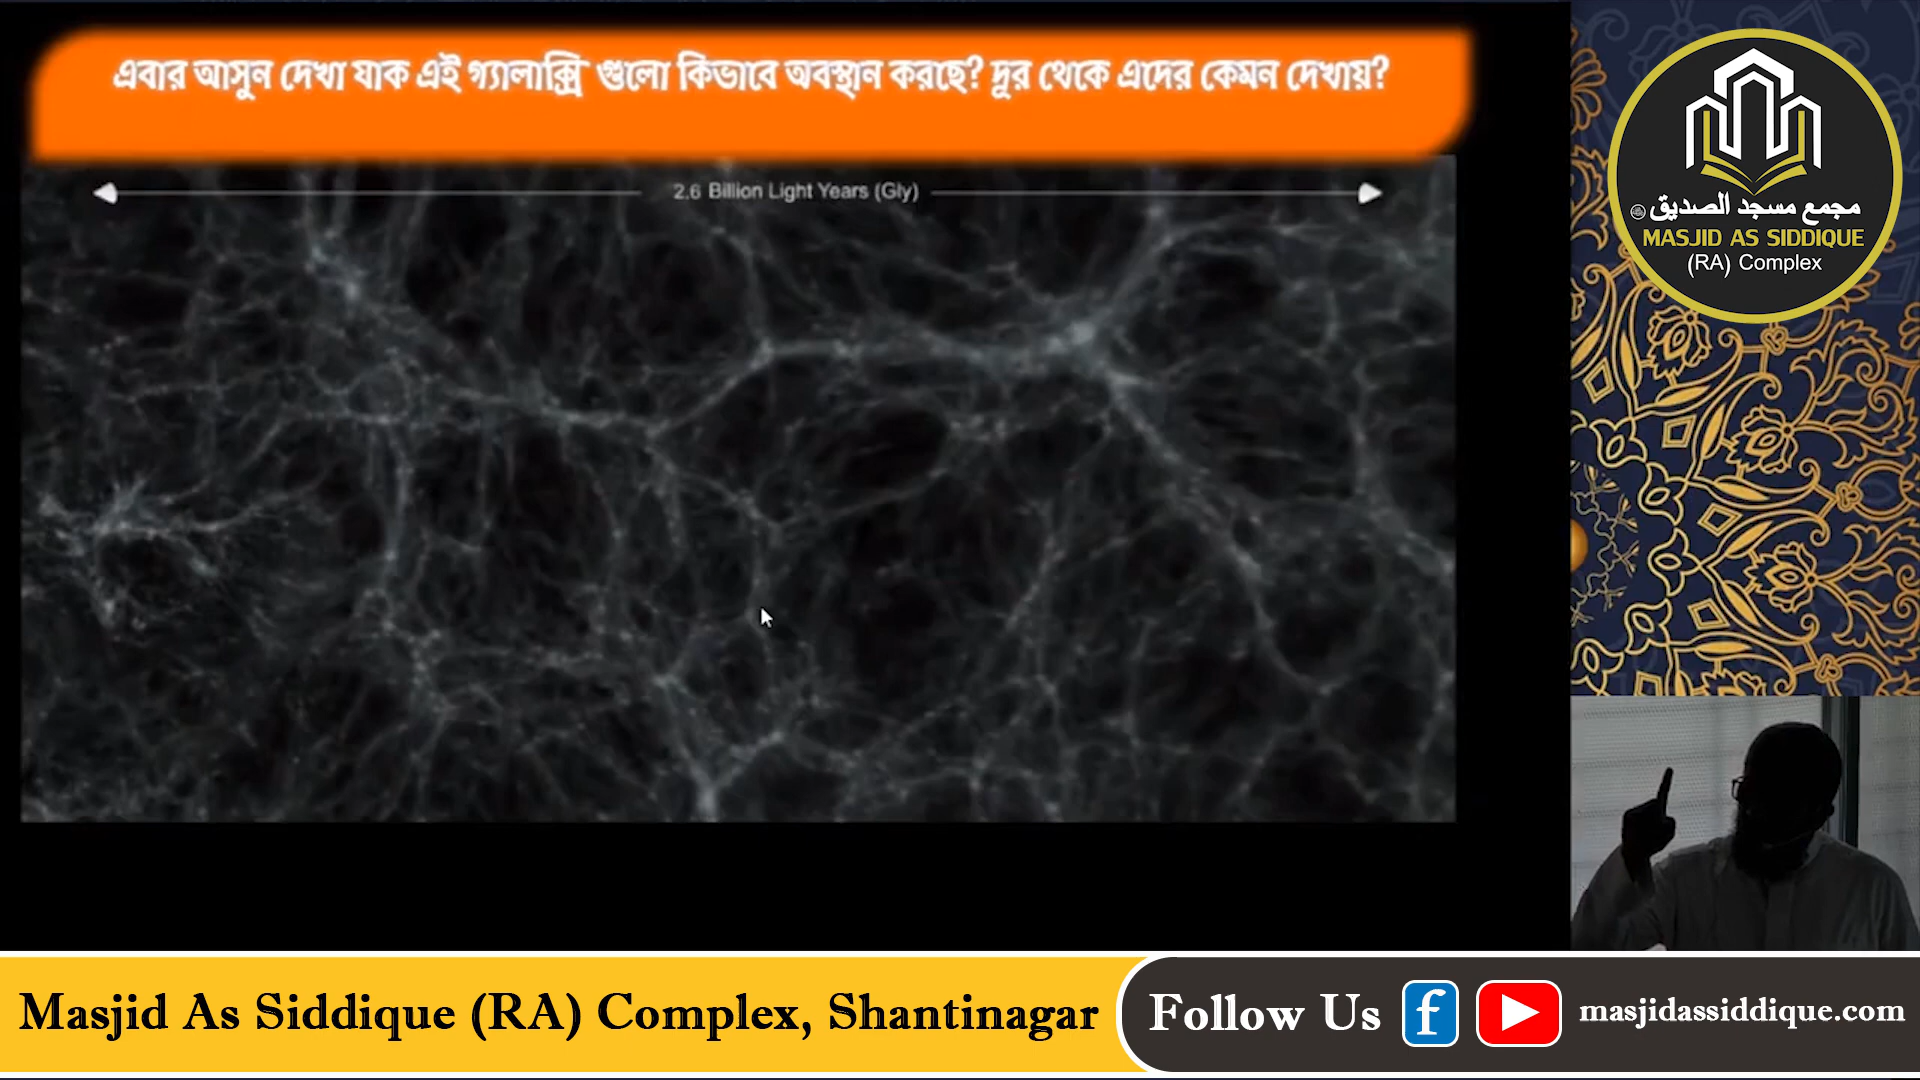 এবার আসুন দেখা যাক এই গ্যালাক্সি গুলো কিভাবে অবস্থান করছে? দূর থেকে এদের কেমন দেখায়?
2.6 Billion Light Years (Gly)
مجمع مسجد الصديق
MASJID AS SIDDIQUE
(RA) Complex
Masjid As Siddique (RA) Complex, Shantinagar
Follow Us
masjidassiddique.com